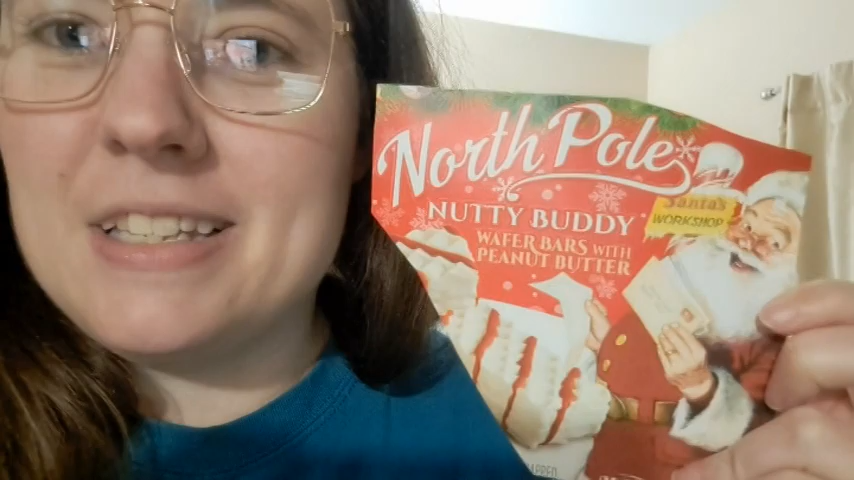 North Pole
NUTTY BUDDY
Santa's
WORKSHOP
WAFER BARS WITH
PEANUT BUTTER